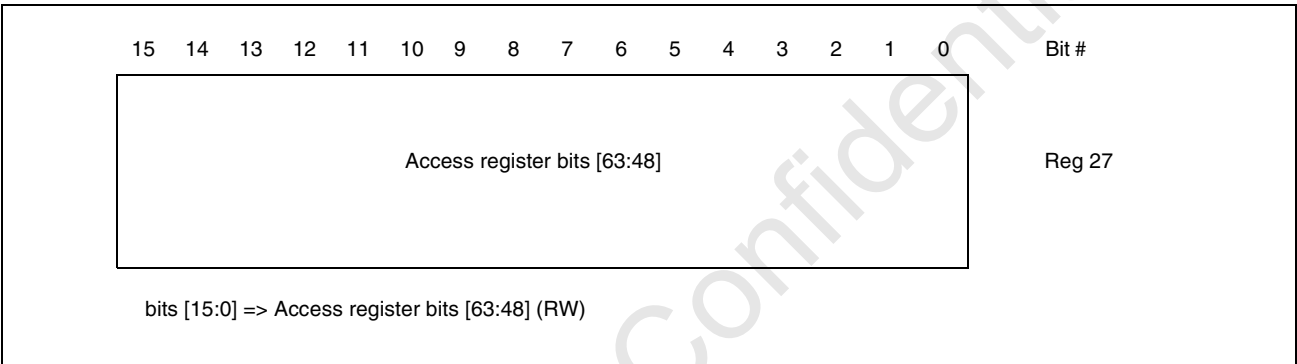 15 14 13 12 11 10 9 8 7 6 5 4 3 2 1 0 Bit #
Access register bits [63:48] Reg 27
bits [15:0] => Access register bits [63:48] (RW)